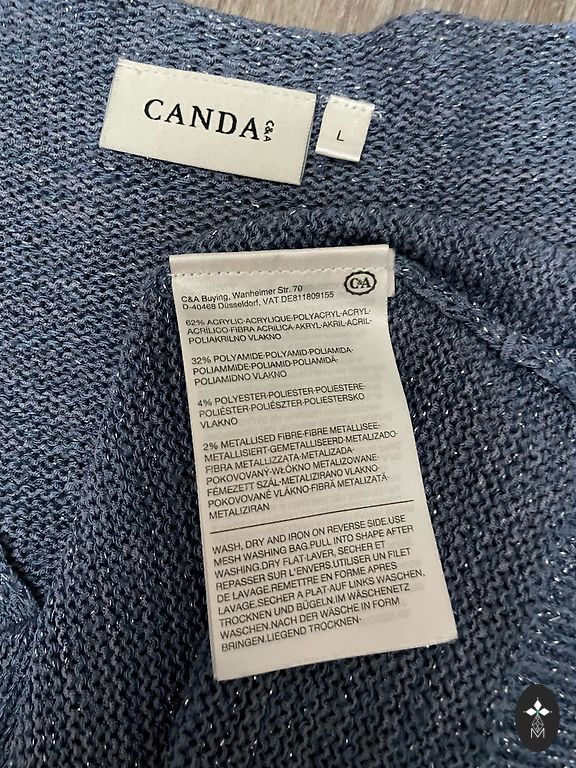 CANDA
C&A
L
C&A Buying, Wanheimer Str. 70
D-40468 Düsseldorf, VAT DE811809155
C&A
62% ACRYLIC-ACRYLIQUE-POLYACRYL-ACRYL-
ACRÍLICO-FIBRA ACRILICA-AKRYL-AKRIL-ACRIL-
POLIAKRILNO VLAKNO
32% POLYAMIDE-POLYAMID-POLIAMIDA-
POLIAMMIDE-POLIAMID-POLIAMIDĂ-
POLIAMIDNO VLAKNO
4% POLYESTER-POLIESTER-POLIESTERE-
POLIÉSTER-POLIÉSZTER-POLIESTERSKO
VLAKNO
2% METALLISED FIBRE-FIBRE METALLISEE-
METALLISIERT-GEMETALLISEERD-METALIZADO-
FIBRA METALLIZZATA-METALIZADA-
POKOVOVANÝ-WŁÓKNO METALIZOWANE-
FÉMEZETT SZÁL-METALIZIRANO VLAKNO-
POKOVOVANÉ VLÁKNO-FIBRĂ METALIZATĂ-
METALIZIRAN
WASH, DRY AND IRON ON REVERSE SIDE.USE
MESH WASHING BAG.PULL INTO SHAPE AFTER
WASHING.DRY FLAT-LAVER, SECHER ET
REPASSER SUR L'ENVERS.UTILISER UN FILET
DE LAVAGE.REMETTRE EN FORME APRES
LAVAGE.SECHER A PLAT-AUF LINKS WASCHEN,
TROCKNEN UND BÜGELN.IM WÄSCHENETZ
WASCHEN.NACH DER WÄSCHE IN FORM
BRINGEN.LIEGEND TROCKNEN-
M